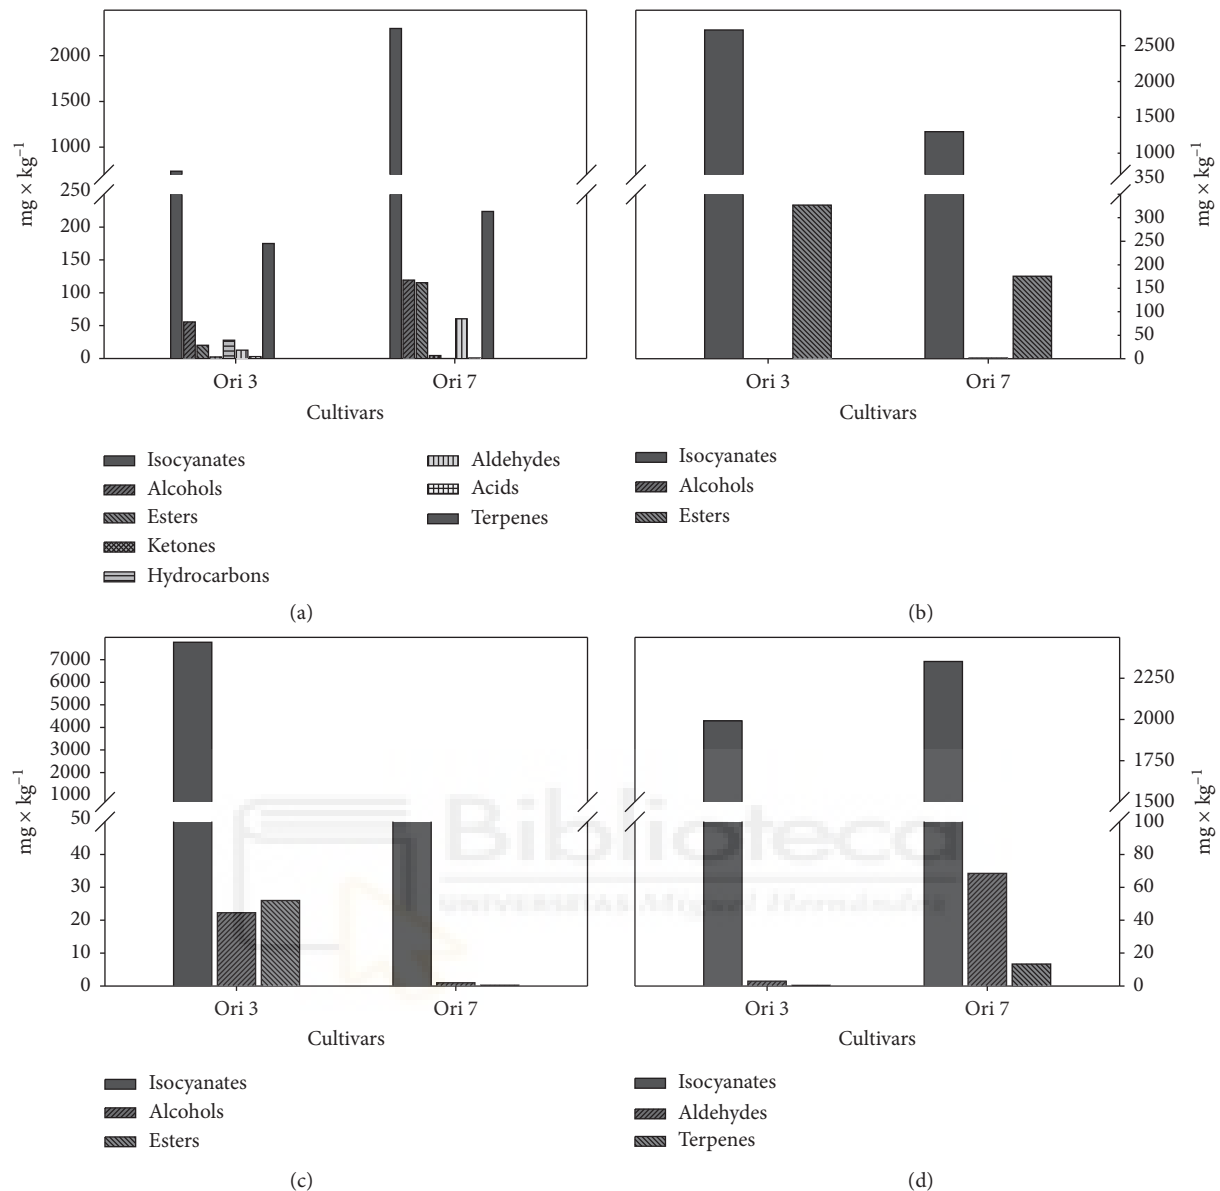 mg × kg⁻¹
2000
1500
1000
250
200
150
100
50
0
Ori 3
Ori 7
Cultivars
Isocyanates
Alcohols
Esters
Ketones
Hydrocarbons
Aldehydes
Acids
Terpenes
(a)
2500
2000
1500
1000
350
300
250
200
150
100
50
0
mg × kg⁻¹
Ori 3
Ori 7
Cultivars
Isocyanates
Alcohols
Esters
(b)
mg × kg⁻¹
7000
6000
5000
4000
3000
2000
1000
50
40
30
20
10
0
Ori 3
Ori 7
Cultivars
Isocyanates
Alcohols
Esters
(c)
2250
2000
1750
1500
100
80
60
40
20
0
mg × kg⁻¹
Ori 3
Ori 7
Cultivars
Isocyanates
Aldehydes
Terpenes
(d)
Biblioteca
UNIVERSITAS Miguel Hernández